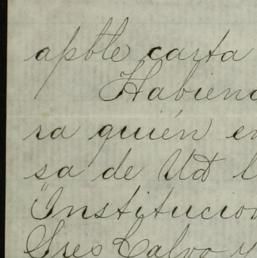 apble carta
Habiend
ra quién en
sa de Ud l
"Institucion
Sres Calvo y